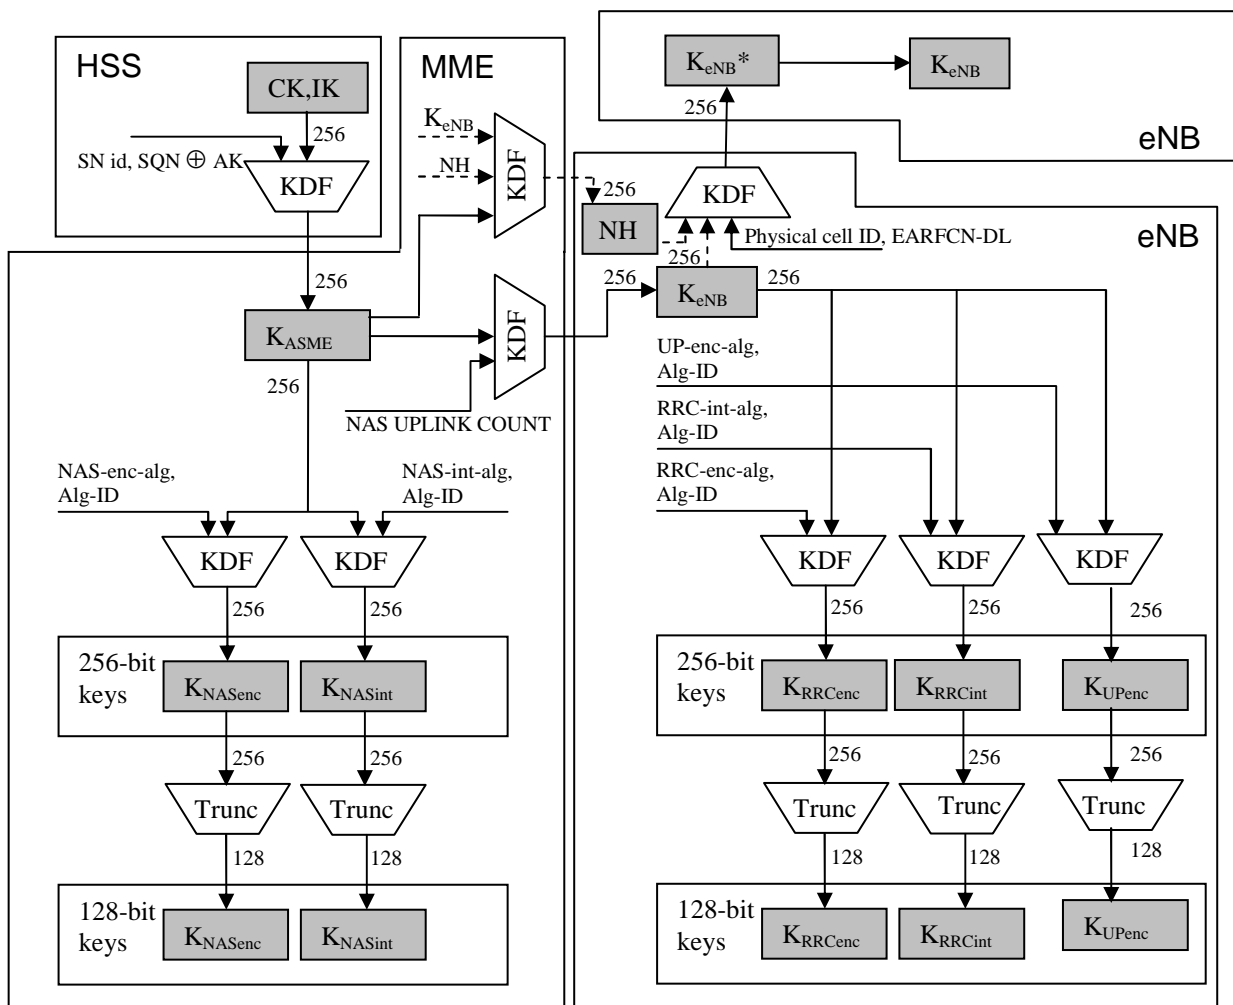 HSS
CK,IK
256
SN id, SQN ⊕ AK
KDF
256
MME
KeNB
NH
KDF
256
NH
KeNB*
KeNB
256
eNB
KDF
eNB
Physical cell ID, EARFCN-DL
256
KASME
256
KDF
256
KeNB
256
NAS UPLINK COUNT
UP-enc-alg,
Alg-ID
RRC-int-alg,
Alg-ID
RRC-enc-alg,
Alg-ID
NAS-enc-alg,
Alg-ID
NAS-int-alg,
Alg-ID
KDF
KDF
256
256
256-bit
keys
KNASenc
KNASint
256
256
Trunc
Trunc
128
128
128-bit
keys
KNASenc
KNASint
KDF
KDF
KDF
256
256
256
256-bit
keys
KRRCenc
KRRCint
KUPenc
256
256
256
Trunc
Trunc
Trunc
128
128
128
128-bit
keys
KRRCenc
KRRCint
KUPenc